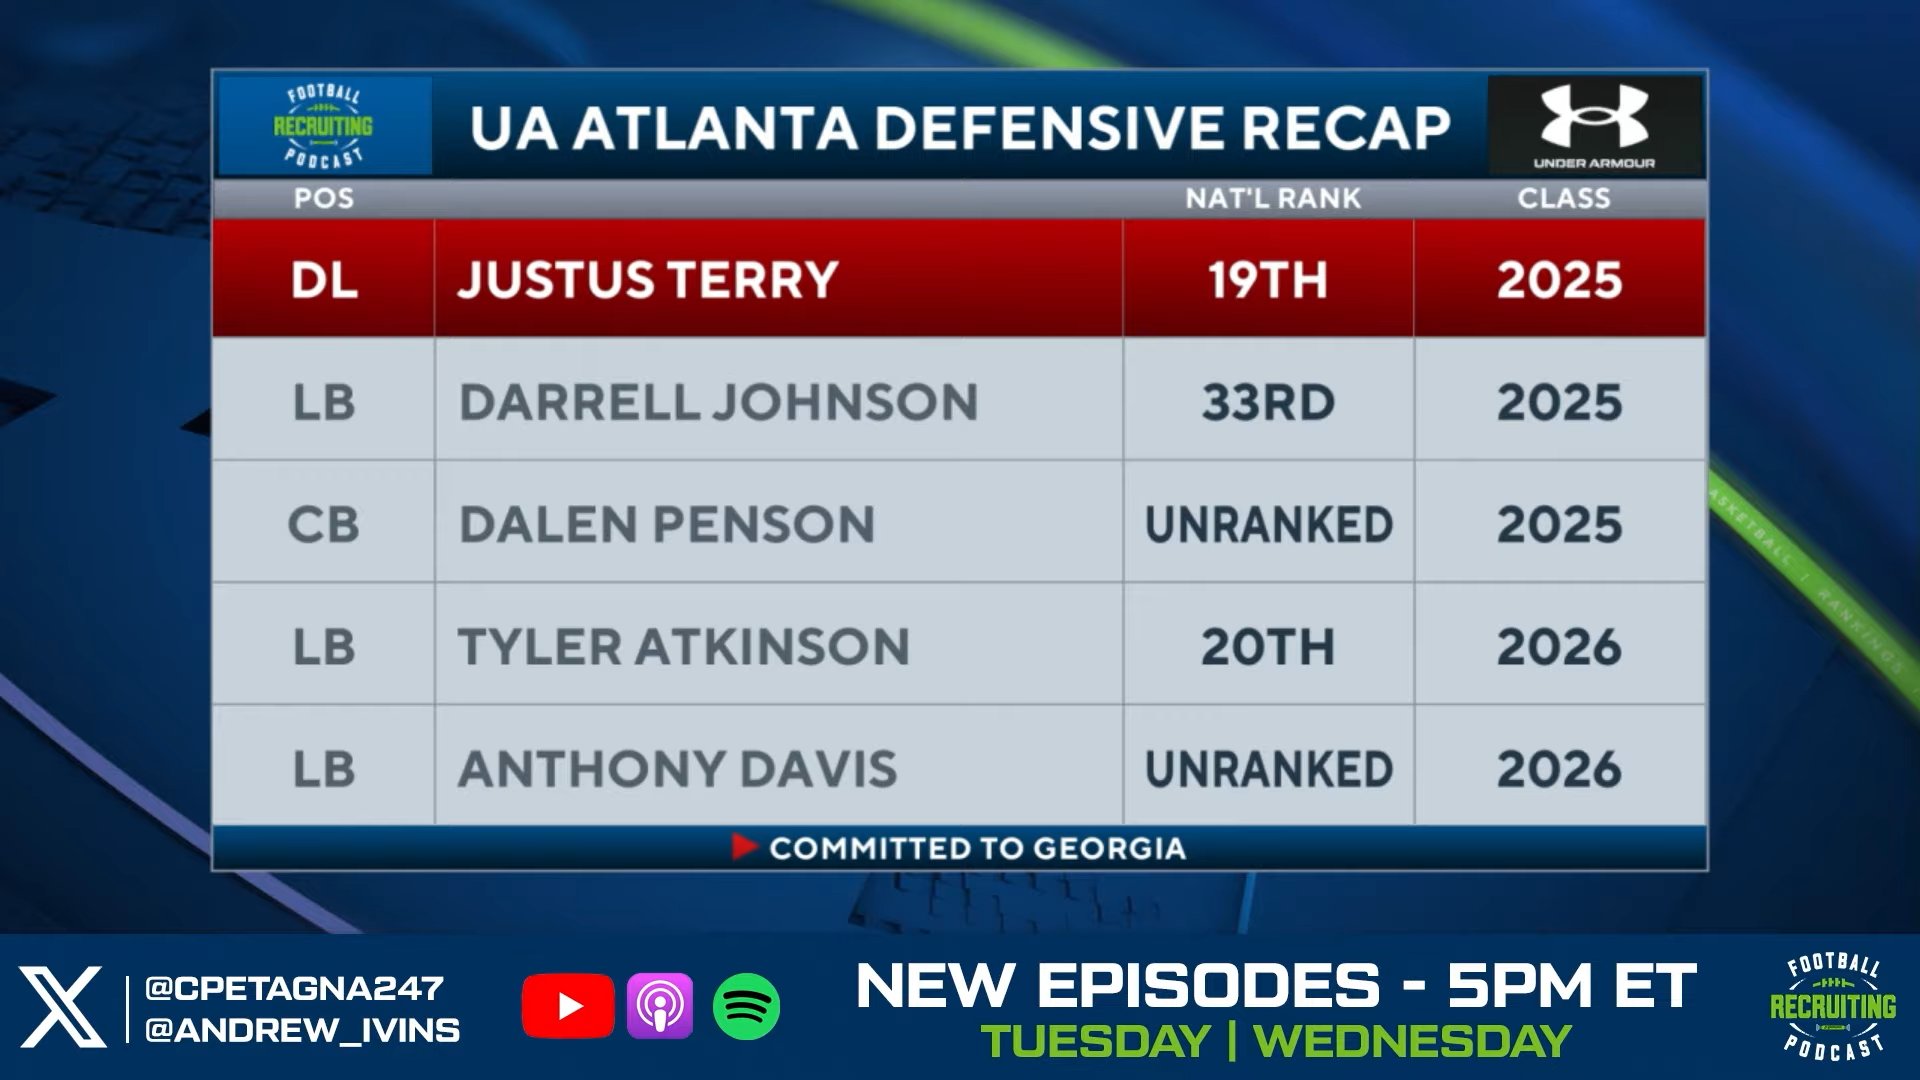 FOOTBALL
RECRUITING
PODCAST
UA ATLANTA DEFENSIVE RECAP
UNDER ARMOUR
POS NAT'L RANK CLASS
DL JUSTUS TERRY 19TH 2025
LB DARRELL JOHNSON 33RD 2025
CB DALEN PENSON UNRANKED 2025
LB TYLER ATKINSON 20TH 2026
LB ANTHONY DAVIS UNRANKED 2026
COMMITTED TO GEORGIA
RANKINGS
@CPETAGNA247
@ANDREW_IVINS
NEW EPISODES - 5PM ET
TUESDAY | WEDNESDAY
FOOTBALL
RECRUITING
PODCAST